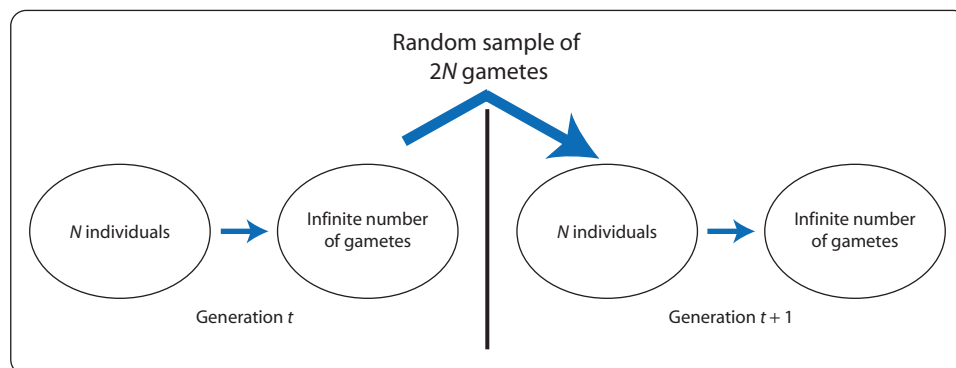 Random sample of
2N gametes
N individuals
Infinite number
of gametes
N individuals
Infinite number
of gametes
Generation t
Generation t + 1